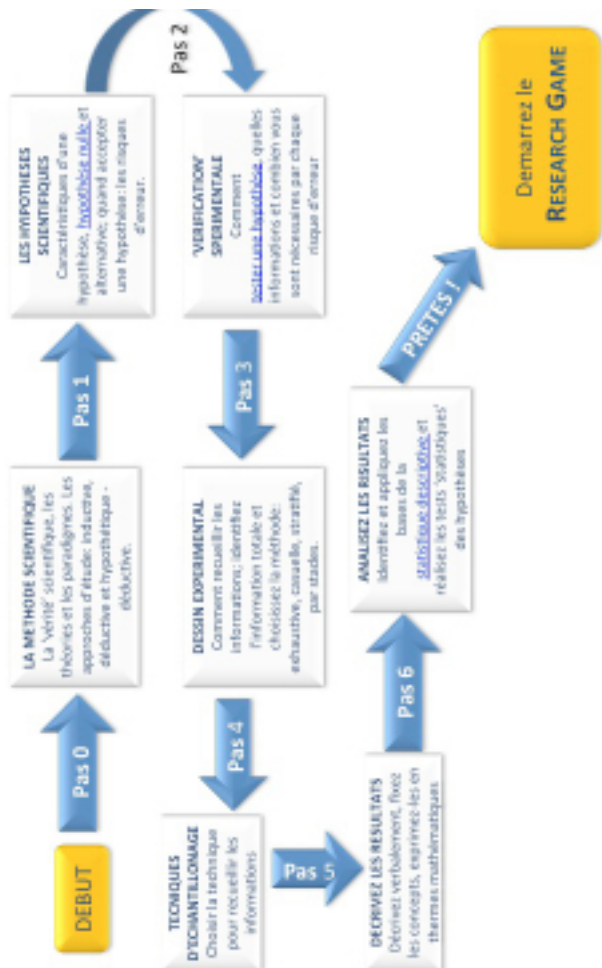 DEBUT
Pas 0
LA METHODE SCIENTIFIQUE
La 'vérité' scientifique, les
théories et les paradigmes. Les
approches d'étude: inductive,
déductive et hypothétique -
déductive.
Pas 1
LES HYPOTHESES
SCIENTIFIQUES
Caractéristiques d'une
hypothèse, hypothèse nulle et
alternative; quand accepter
une hypothèse: les risques
d'erreur.
Pas 2
'VERIFICATION'
SPERIMENTALE
Comment
tester une hypothèse, quelles
informations et combien vous
sont nécessaires par chaque
risque d'erreur
Pas 3
DESSIN EXPERIMENTAL
Comment recueillir les
informations; identifiez
l'information totale et
choisissez la méthode:
exhaustive, casuelle, stratifié,
par stades.
Pas 4
TECNIQUES
D'ECHANTILLONAGE
Choisir la technique
pour recueillir les
informations
Pas 5
DECRIVEZ LES RESULTATS
Décrivez verbalement, fixez
les concepts, exprimez-les en
thermes mathématiques
Pas 6
ANALISEZ LES RISULTATS
Identifiez et appliquez les
bases de la
statistique descriptive et
réalisez les tests 'statistiques'
des hypothèses
PRETES !
Demarrez le
RESEARCH GAME